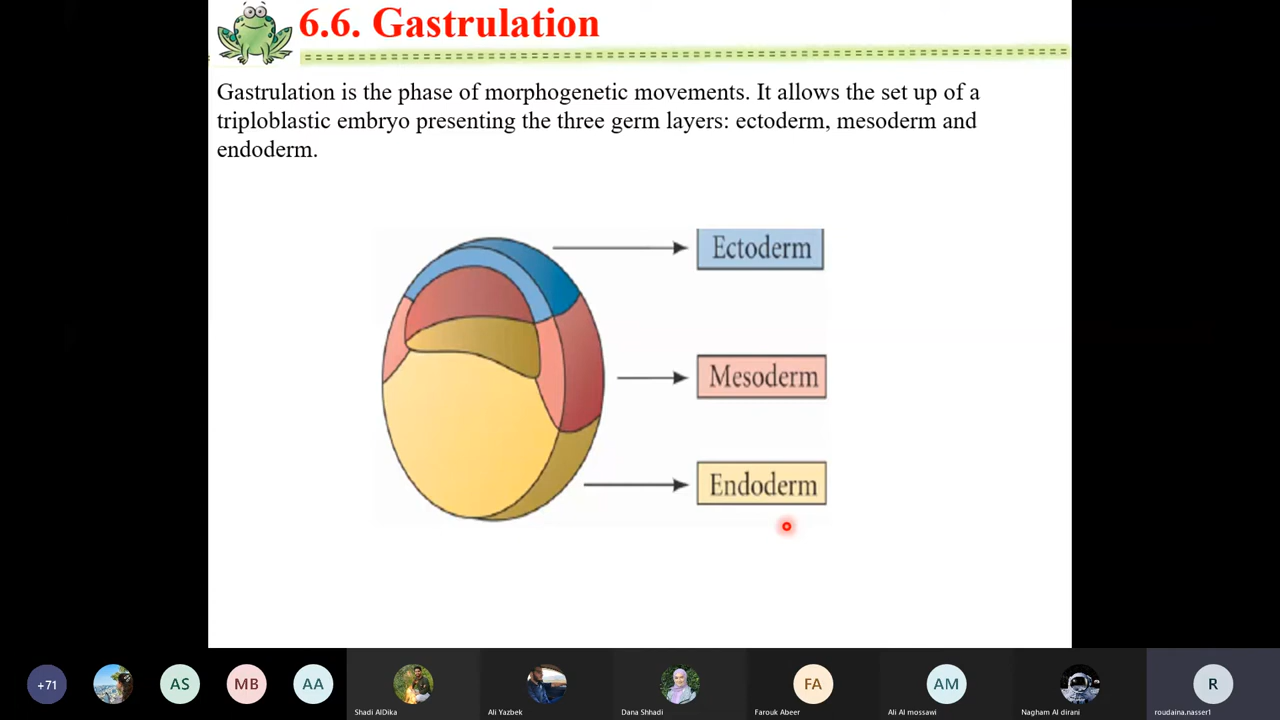 6.6. Gastrulation
Gastrulation is the phase of morphogenetic movements. It allows the set up of a
triploblastic embryo presenting the three germ layers: ectoderm, mesoderm and
endoderm.
Ectoderm
Mesoderm
Endoderm
+71
AS
MB
AA
FA
AM
R
Shadi AlDika
Ali Yazbek
Dana Shhadi
Farouk Abeer
Ali Al mossawi
Nagham Al dirani
roudaina.nasser1